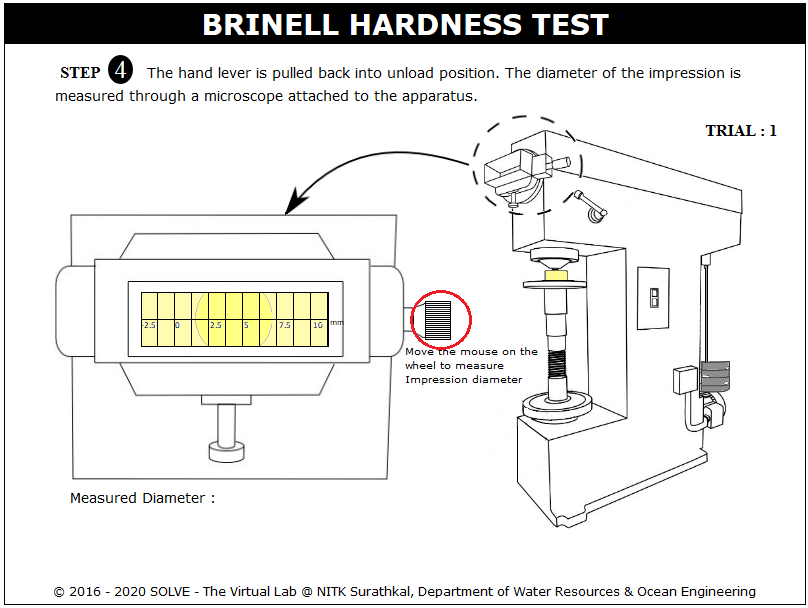 BRINELL HARDNESS TEST
STEP 4 The hand lever is pulled back into unload position. The diameter of the impression is
measured through a microscope attached to the apparatus.
TRIAL : 1
-2.5 0 2.5 5 7.5 10 mm
Move the mouse on the
wheel to measure
Impression diameter
Measured Diameter :
© 2016 - 2020 SOLVE - The Virtual Lab @ NITK Surathkal, Department of Water Resources & Ocean Engineering